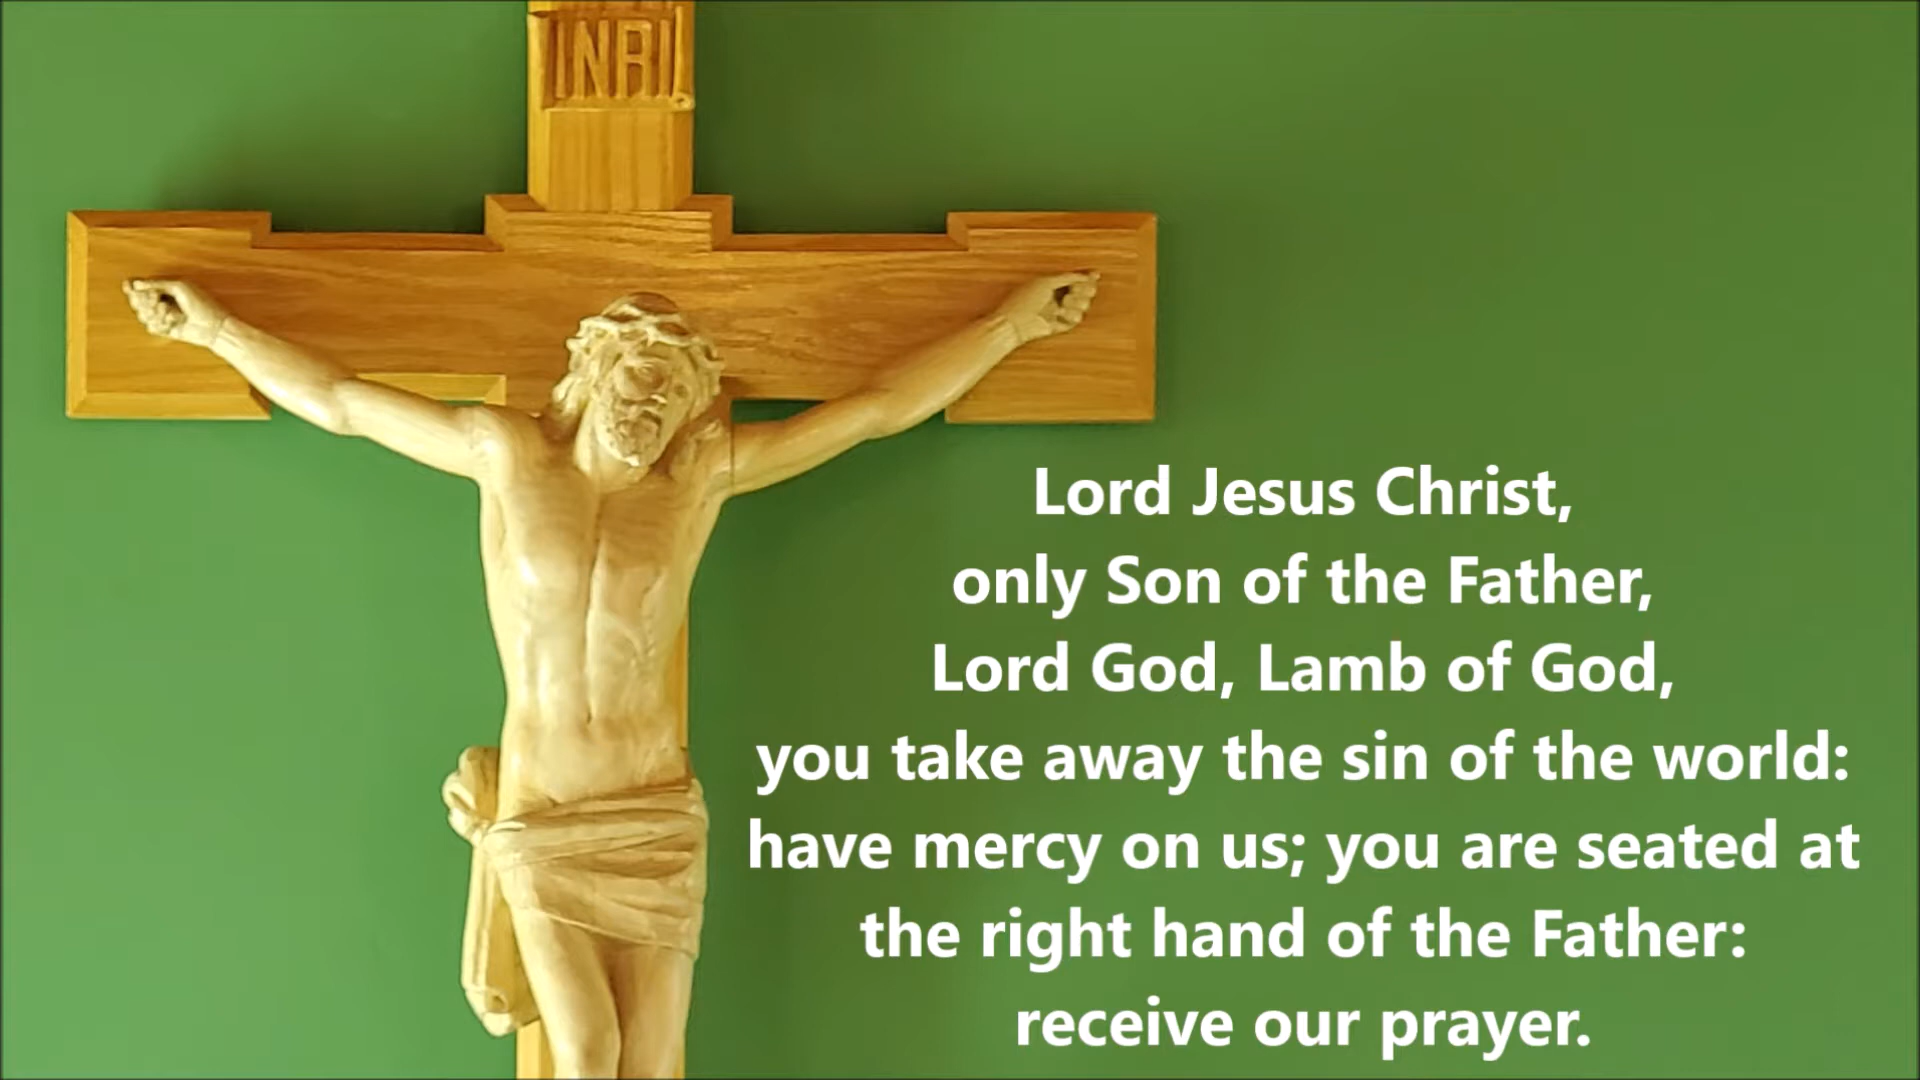 INRI
Lord Jesus Christ,
only Son of the Father,
Lord God, Lamb of God,
you take away the sin of the world:
have mercy on us; you are seated at
the right hand of the Father:
receive our prayer.